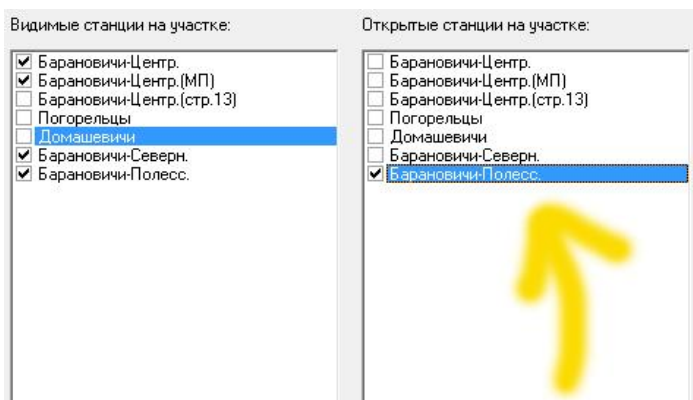 Видимые станции на участке:
Барановичи-Центр.
Барановичи-Центр.(МП)
Барановичи-Центр.(стр.13)
Погорельцы
Домашевичи
Барановичи-Северн.
Барановичи-Полесс.
Открытые станции на участке:
Барановичи-Центр.
Барановичи-Центр.(МП)
Барановичи-Центр.(стр.13)
Погорельцы
Домашевичи
Барановичи-Северн.
Барановичи-Полесс.